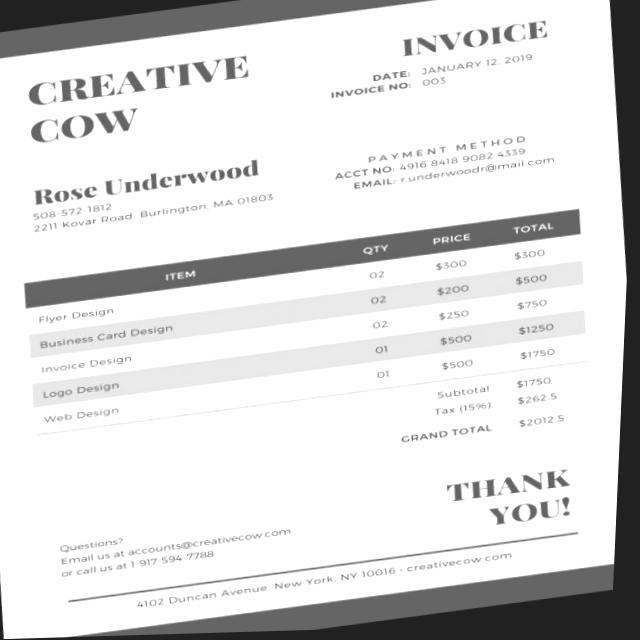 CREATIVE
COW
INVOICE
DATE: JANUARY 12, 2019
INVOICE NO: 003
Rose Underwood
508-572-1812
2211 Kovar Road, Burlington, MA 01803
PAYMENT METHOD
ACCT NO: 4916 8418 9082 4339
EMAIL: r.underwoodr@mail.com
ITEM QTY PRICE TOTAL
Flyer Design 02 $300 $300
Business Card Design 02 $200 $500
Invoice Design 02 $250 $750
Logo Design 01 $500 $1250
Web Design 01 $500 $1750
Subtotal $1750
Tax (15%) $262.5
GRAND TOTAL $2012.5
THANK
YOU!
Questions?
Email us at accounts@creativecow.com
or call us at 1-917-594-7788
4102 Duncan Avenue, New York, NY 10016 - creativecow.com